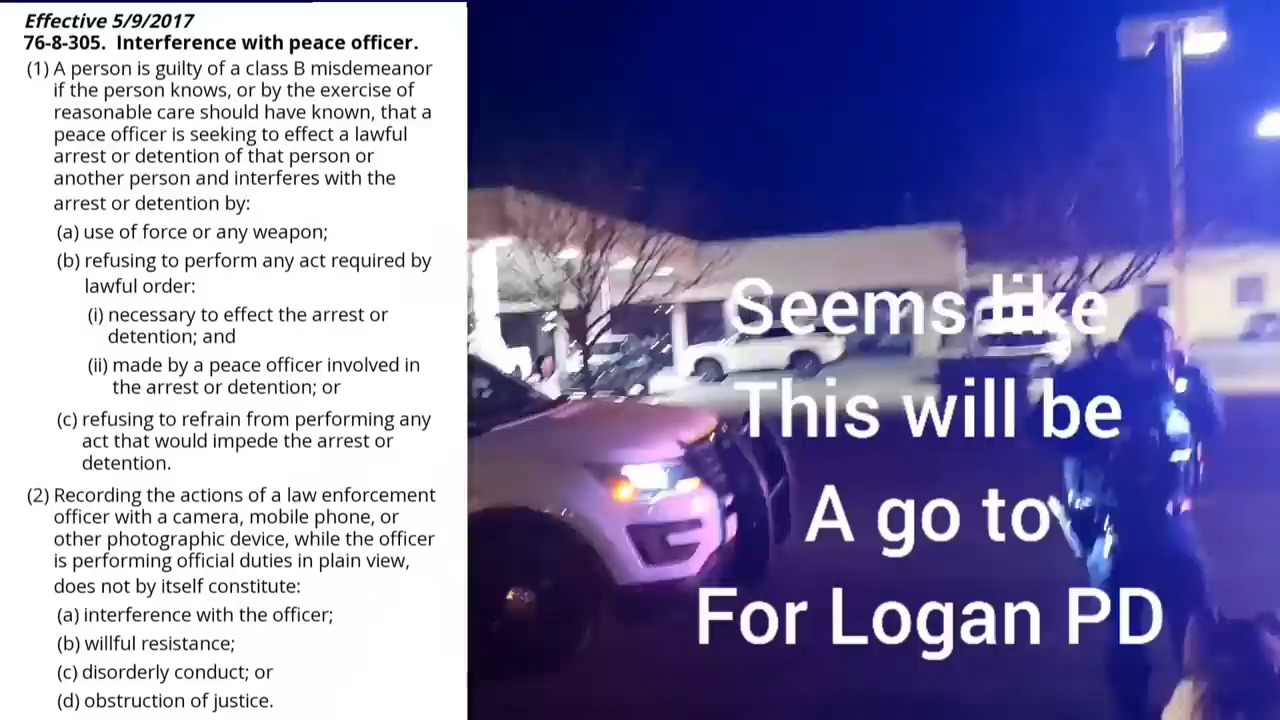 Effective 5/9/2017
76-8-305. Interference with peace officer.
(1) A person is guilty of a class B misdemeanor
if the person knows, or by the exercise of
reasonable care should have known, that a
peace officer is seeking to effect a lawful
arrest or detention of that person or
another person and interferes with the
arrest or detention by:
(a) use of force or any weapon;
(b) refusing to perform any act required by
lawful order:
(i) necessary to effect the arrest or
detention; and
(ii) made by a peace officer involved in
the arrest or detention; or
(c) refusing to refrain from performing any
act that would impede the arrest or
detention.
(2) Recording the actions of a law enforcement
officer with a camera, mobile phone, or
other photographic device, while the officer
is performing official duties in plain view,
does not by itself constitute:
(a) interference with the officer;
(b) willful resistance;
(c) disorderly conduct; or
(d) obstruction of justice.
Seems like
This will be
A go to
For Logan PD